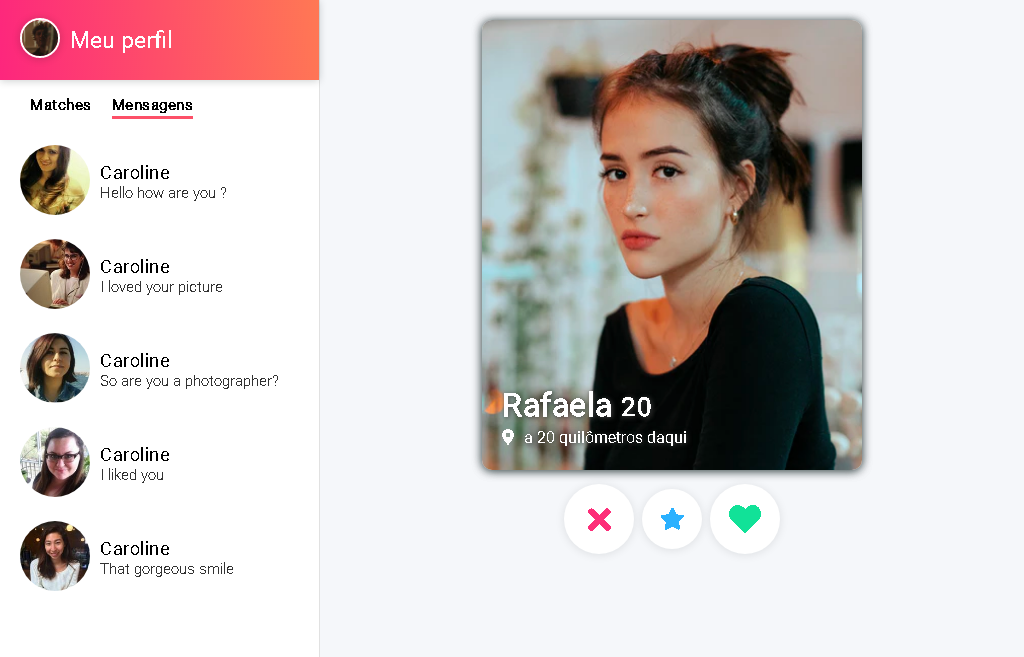 Meu perfil
Matches Mensagens
Caroline
Hello how are you ?
Caroline
I loved your picture
Caroline
So are you a photographer?
Caroline
I liked you
Caroline
That gorgeous smile
Rafaela 20
a 20 quilômetros daqui